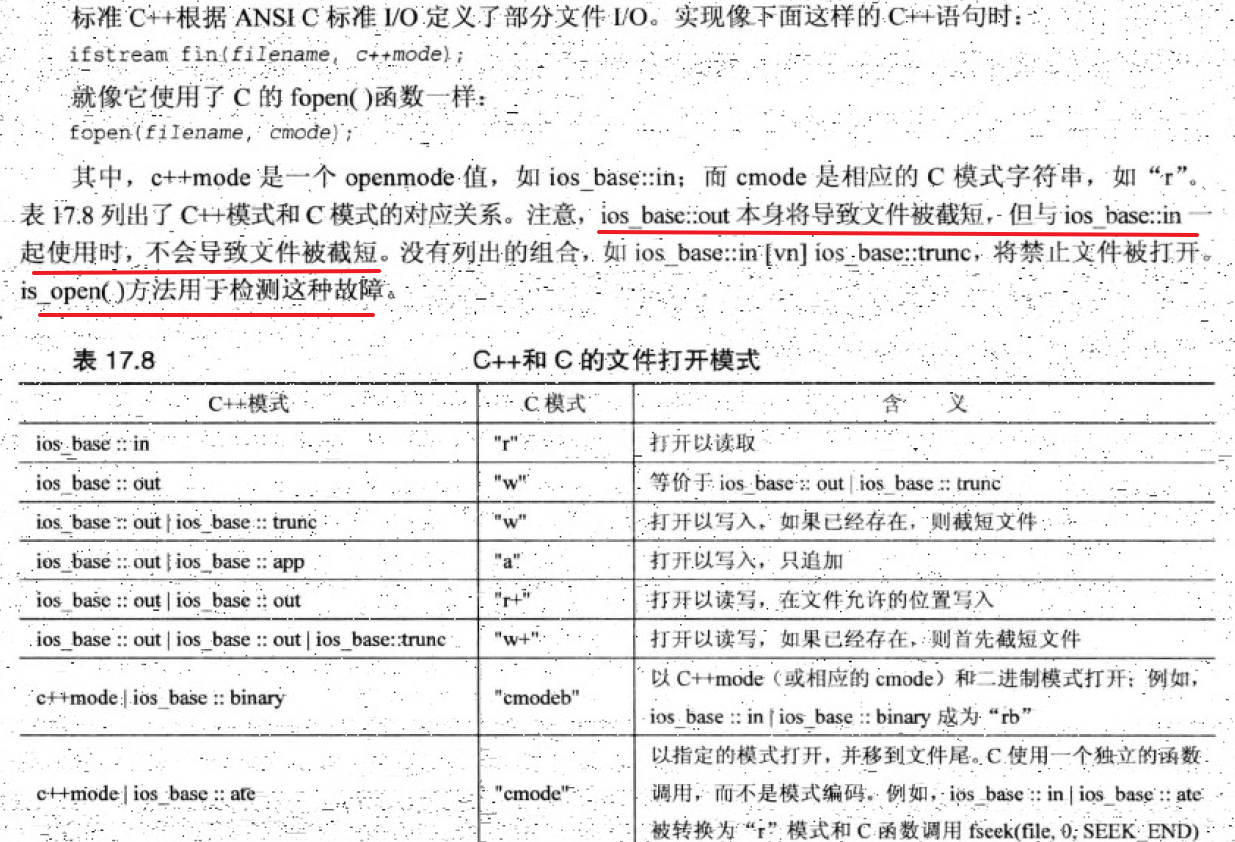 标准 C++根据 ANSI C 标准 I/O 定义了部分文件 I/O。实现像下面这样的 C++语句时：
ifstream fin(filename, c++mode);
就像它使用了 C 的 fopen( )函数一样：
fopen(filename, cmode);
其中，c++mode 是一个 openmode 值，如 ios_base::in；而 cmode 是相应的 C 模式字符串，如“r”。
表 17.8 列出了 C++模式和 C 模式的对应关系。注意，ios_base::out 本身将导致文件被截短，但与 ios_base::in 一
起使用时，不会导致文件被截短。没有列出的组合，如 ios_base::in [vn] ios_base::trunc，将禁止文件被打开。
is_open( )方法用于检测这种故障。
表 17.8 C++和 C 的文件打开模式
C++模式 C 模式 含 义
ios_base :: in "r" 打开以读取
ios_base :: out "w" 等价于 ios_base :: out | ios_base :: trunc
ios_base :: out | ios_base :: trunc "w" 打开以写入，如果已经存在，则截短文件
ios_base :: out | ios_base :: app "a" 打开以写入，只追加
ios_base :: out | ios_base :: out "r+" 打开以读写，在文件允许的位置写入
ios_base :: out | ios_base :: out | ios_base::trunc "w+" 打开以读写，如果已经存在，则首先截短文件
c++mode | ios_base :: binary "cmodeb" 以 C++mode（或相应的 cmode）和二进制模式打开；例如，
ios_base :: in | ios_base :: binary 成为“rb”
c++mode | ios_base :: ate "cmode" 以指定的模式打开，并移到文件尾。C 使用一个独立的函数
调用，而不是模式编码。例如，ios_base :: in | ios_base :: ate
被转换为“r”模式和 C 函数调用 fseek(file, 0, SEEK_END)